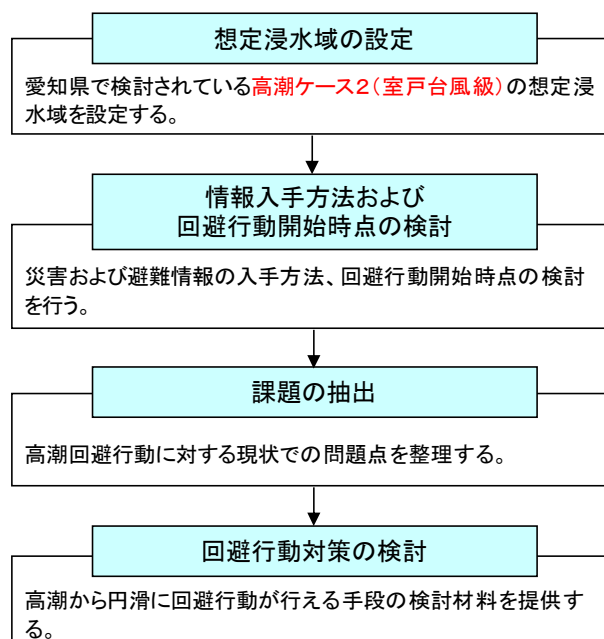 想定浸水域の設定
愛知県で検討されている高潮ケース2(室戸台風級)の想定浸
水域を設定する。
情報入手方法および
回避行動開始時点の検討
災害および避難情報の入手方法、回避行動開始時点の検討
を行う。
課題の抽出
高潮回避行動に対する現状での問題点を整理する。
回避行動対策の検討
高潮から円滑に回避行動が行える手段の検討材料を提供す
る。